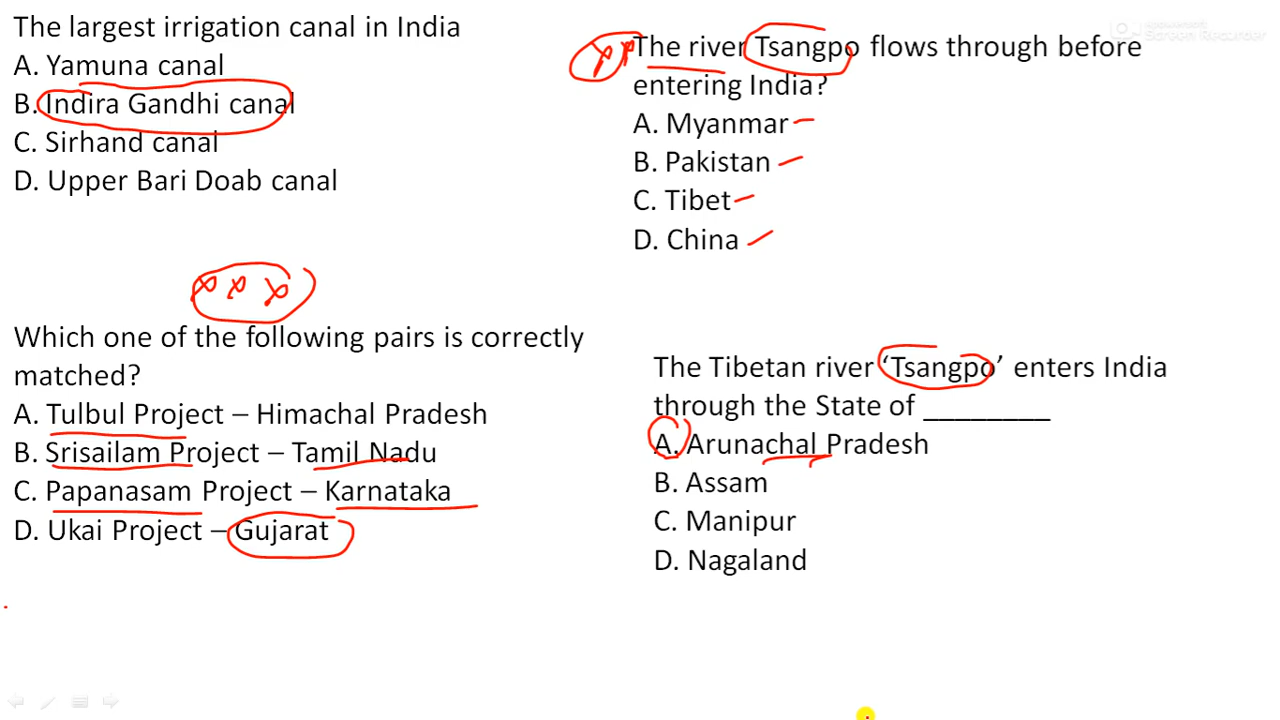 The largest irrigation canal in India
A. Yamuna canal
B. Indira Gandhi canal
C. Sirhand canal
D. Upper Bari Doab canal
Which one of the following pairs is correctly
matched?
A. Tulbul Project – Himachal Pradesh
B. Srisailam Project – Tamil Nadu
C. Papanasam Project – Karnataka
D. Ukai Project – Gujarat
The river Tsangpo flows through before
entering India?
A. Myanmar
B. Pakistan
C. Tibet
D. China
The Tibetan river ‘Tsangpo’ enters India
through the State of ________
A. Arunachal Pradesh
B. Assam
C. Manipur
D. Nagaland
Screen Recorder